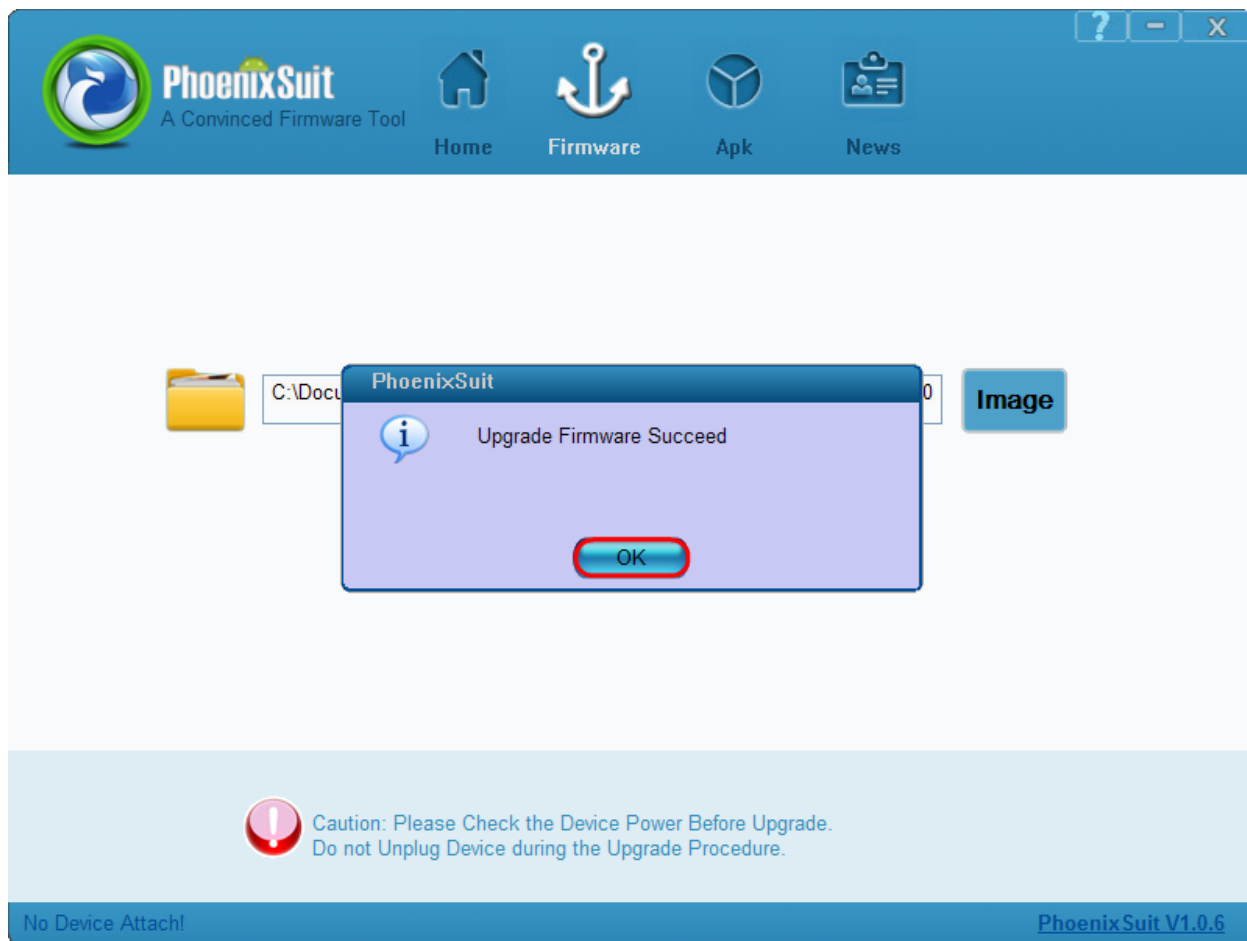 ? - X
PhoenixSuit
A Convinced Firmware Tool
Home Firmware Apk News
C:\Docu
0
Image
PhoenixSuit
Upgrade Firmware Succeed
OK
Caution: Please Check the Device Power Before Upgrade.
Do not Unplug Device during the Upgrade Procedure.
No Device Attach!
PhoenixSuit V1.0.6